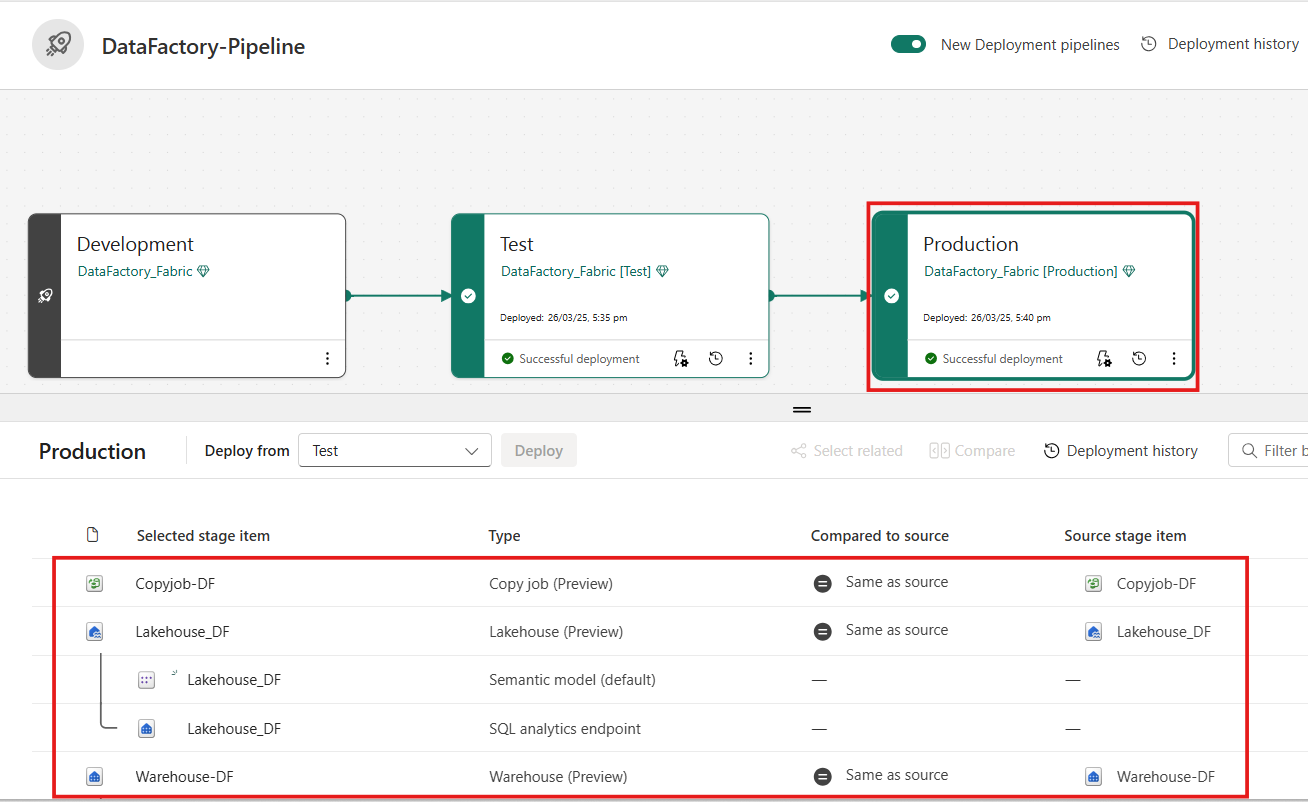 DataFactory-Pipeline
New Deployment pipelines
Deployment history
Development
DataFactory_Fabric
Test
DataFactory_Fabric [Test]
Deployed: 26/03/25, 5:35 pm
Successful deployment
Production
DataFactory_Fabric [Production]
Deployed: 26/03/25, 5:40 pm
Successful deployment
Production
Deploy from
Test
Deploy
Select related
Compare
Deployment history
Filter b
Selected stage item Type Compared to source Source stage item
Copyjob-DF Copy job (Preview) Same as source Copyjob-DF
Lakehouse_DF Lakehouse (Preview) Same as source Lakehouse_DF
Lakehouse_DF Semantic model (default) — —
Lakehouse_DF SQL analytics endpoint — —
Warehouse-DF Warehouse (Preview) Same as source Warehouse-DF